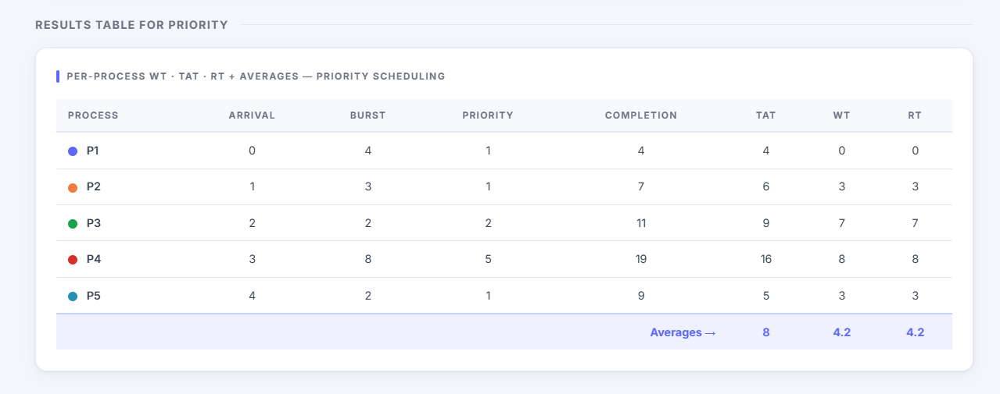 RESULTS TABLE FOR PRIORITY
PER-PROCESS WT · TAT · RT + AVERAGES — PRIORITY SCHEDULING
PROCESS ARRIVAL BURST PRIORITY COMPLETION TAT WT RT
P1 0 4 1 4 4 0 0
P2 1 3 1 7 6 3 3
P3 2 2 2 11 9 7 7
P4 3 8 5 19 16 8 8
P5 4 2 1 9 5 3 3
Averages → 8 4.2 4.2